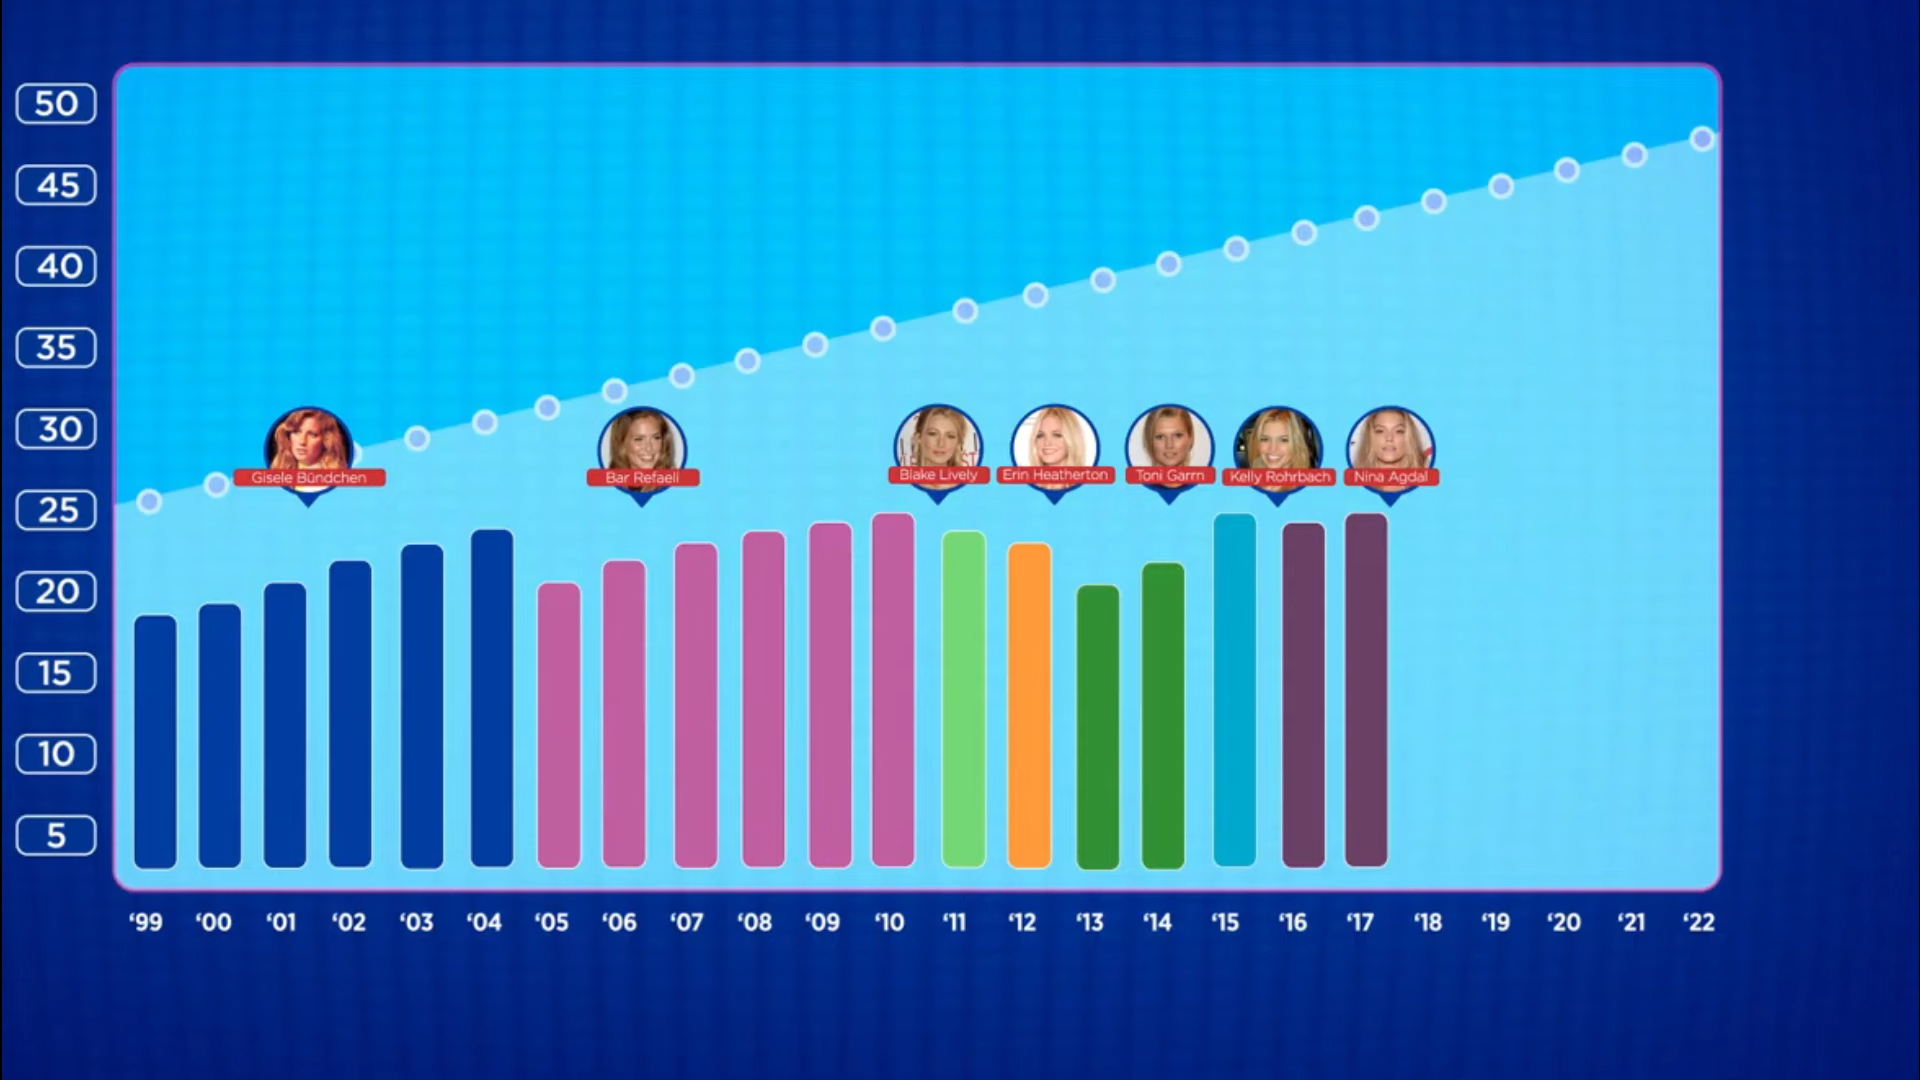 50
45
40
35
30
25
20
15
10
5
Gisele Bündchen
Bar Refaeli
Blake Lively
Erin Heatherton
Toni Garrn
Kelly Rohrbach
Nina Agdal
‘99 ‘00 ‘01 ‘02 ‘03 ‘04 ‘05 ‘06 ‘07 ‘08 ‘09 ‘10 ‘11 ‘12 ‘13 ‘14 ‘15 ‘16 ‘17 ‘18 ‘19 ‘20 ‘21 ‘22